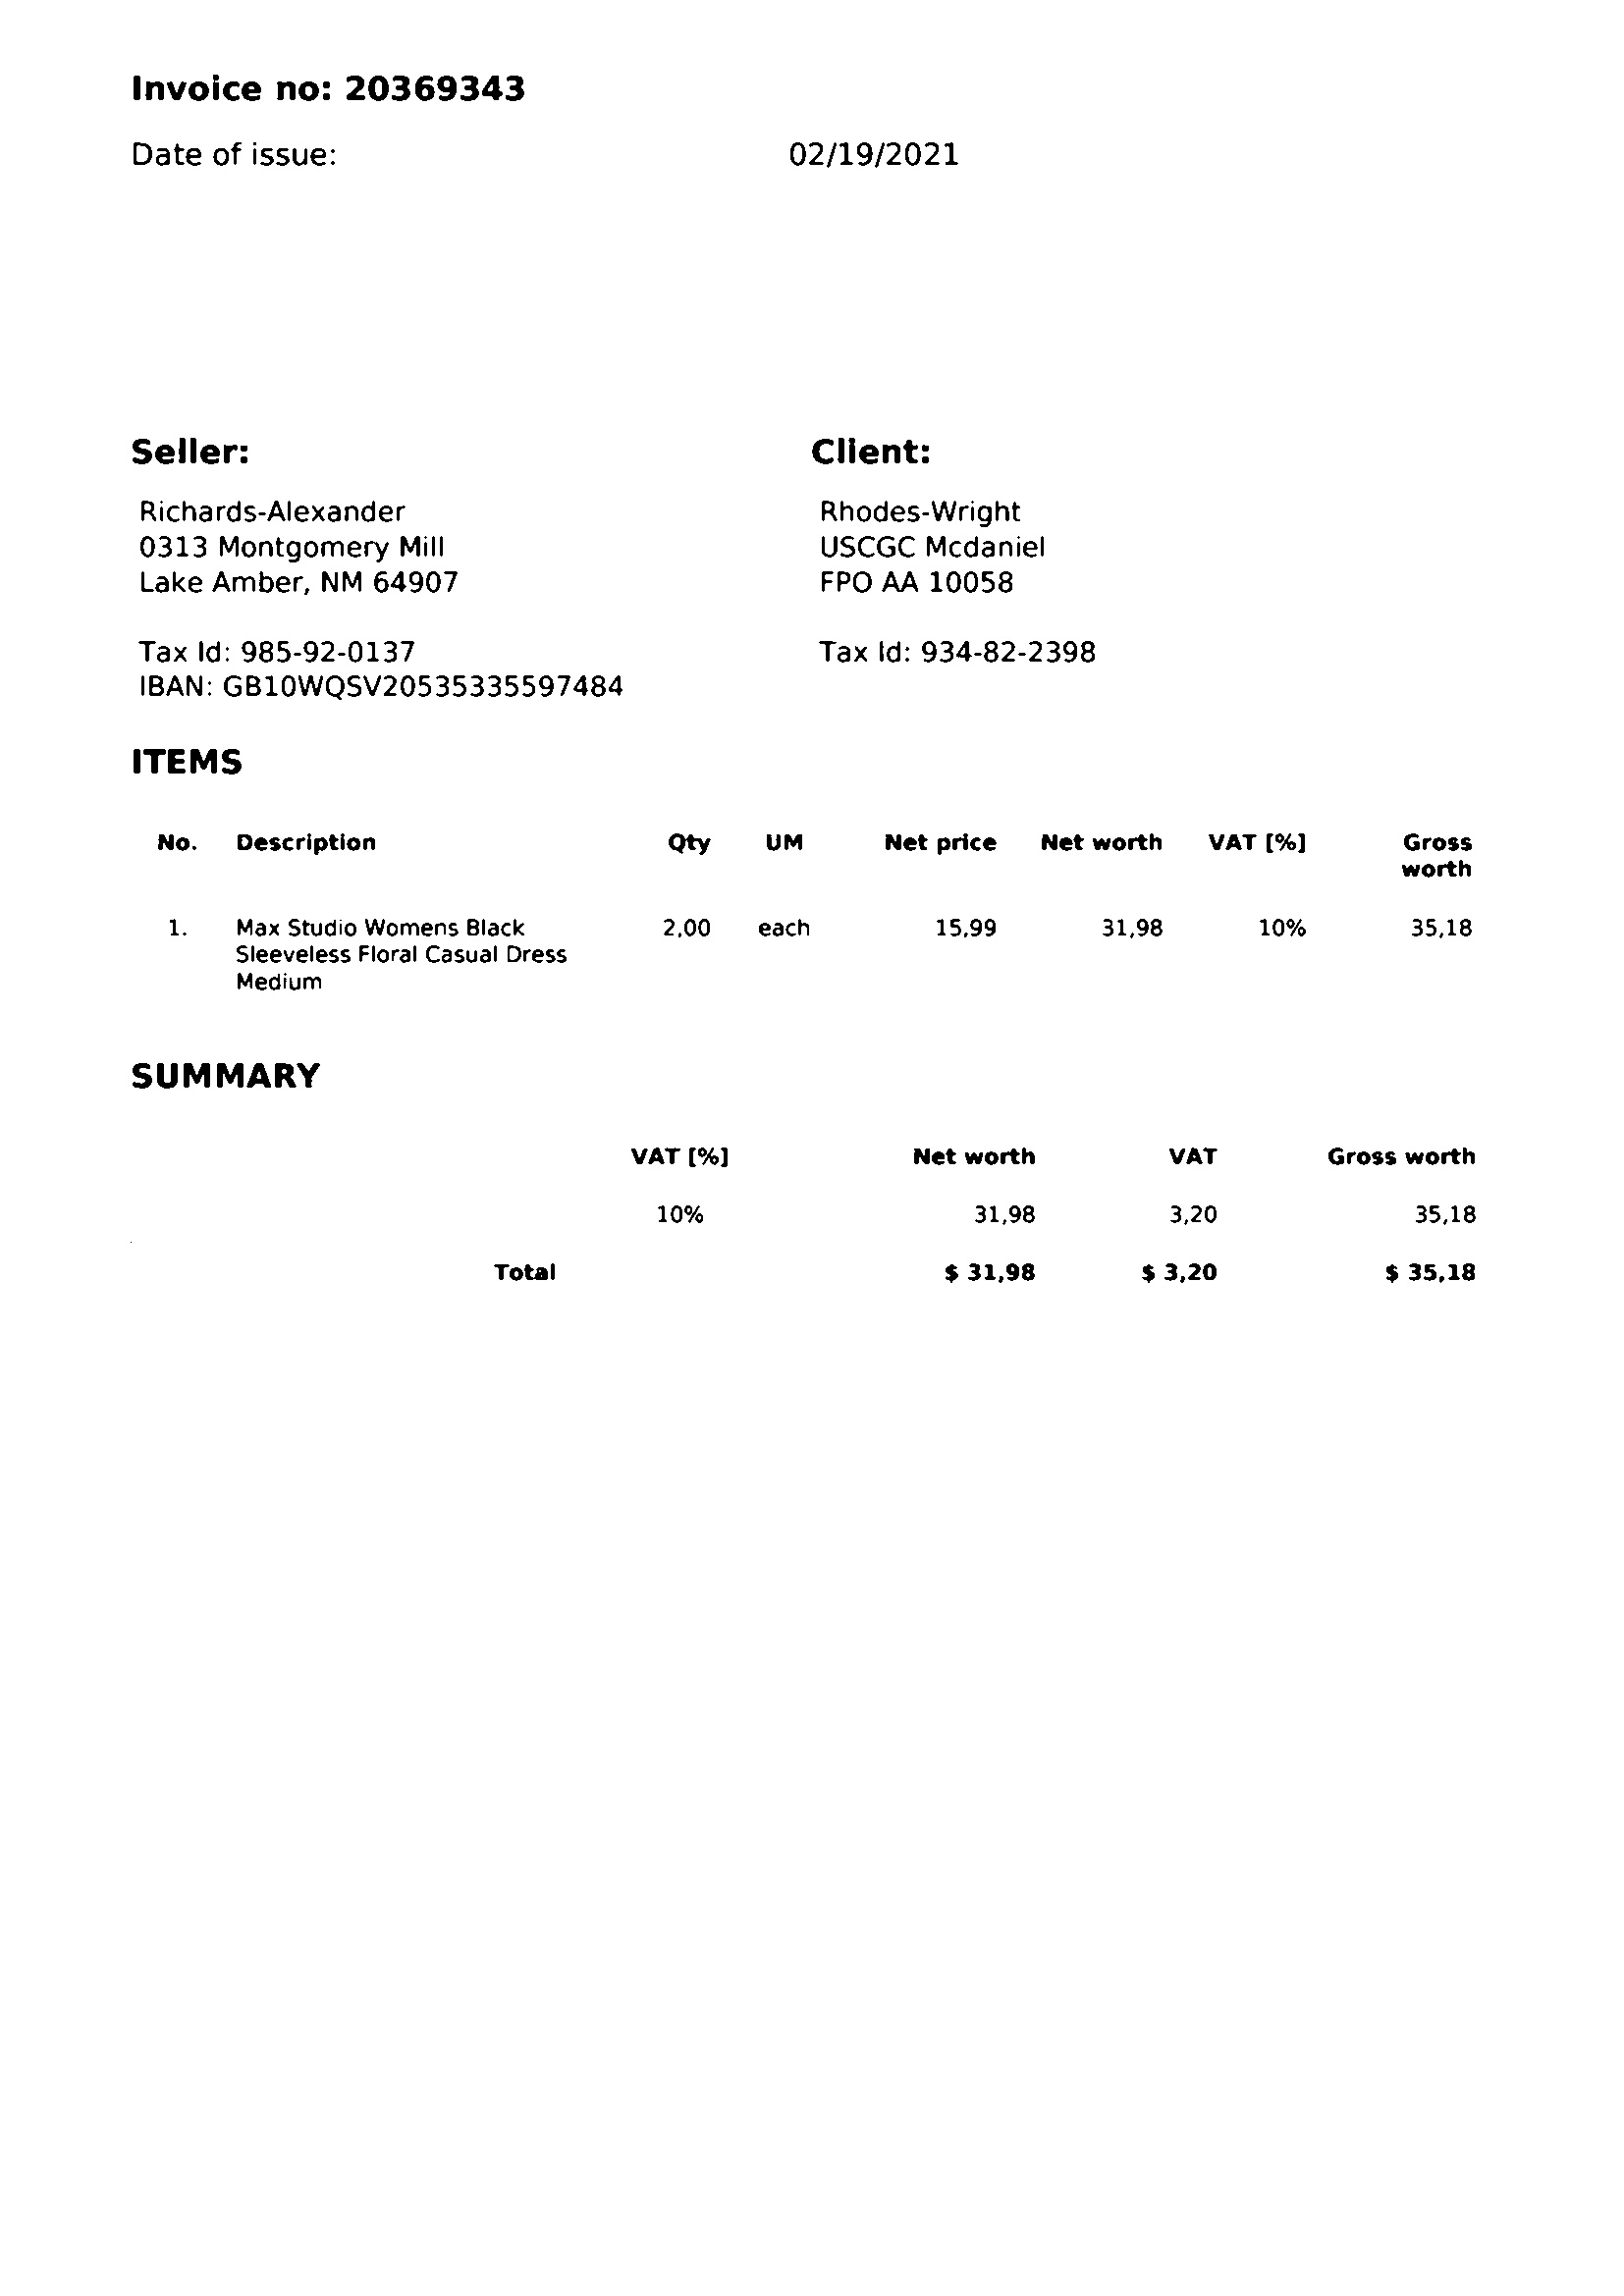 Invoice no: 20369343
Date of issue: 02/19/2021
Seller: Client:
Richards-Alexander Rhodes-Wright
0313 Montgomery Mill USCGC Mcdaniel
Lake Amber, NM 64907 FPO AA 10058
Tax Id: 985-92-0137 Tax Id: 934-82-2398
IBAN: GB10WQSV20535335597484
ITEMS
No. Description Qty UM Net price Net worth VAT [%] Gross
worth
1. Max Studio Womens Black 2,00 each 15,99 31,98 10% 35,18
Sleeveless Floral Casual Dress
Medium
SUMMARY
VAT [%] Net worth VAT Gross worth
10% 31,98 3,20 35,18
Total $ 31,98 $ 3,20 $ 35,18